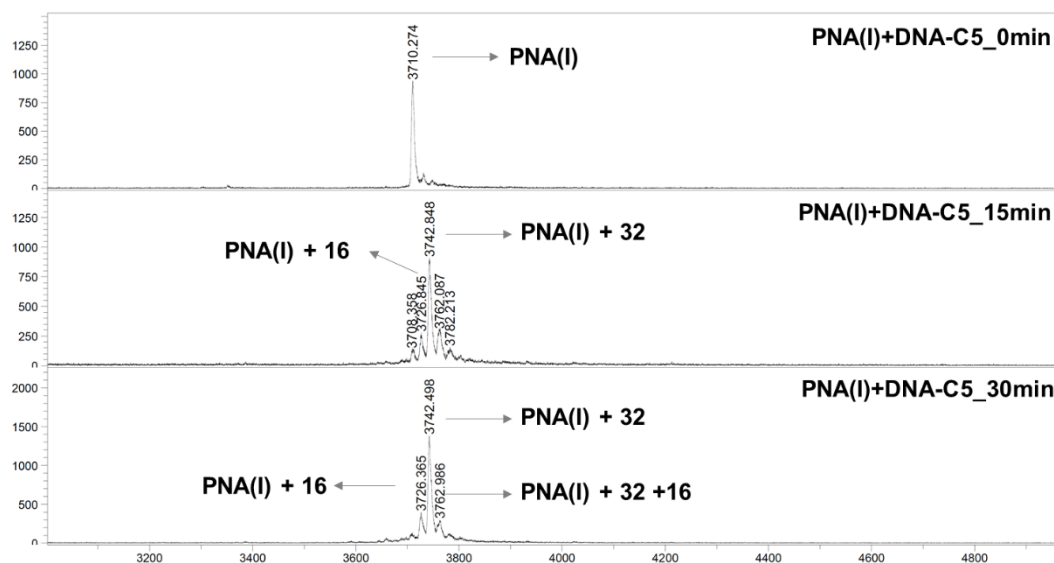 PNA(I)+DNA-C5_0min
1250
1000
750
500
250
0
3710.274
PNA(I)
PNA(I)+DNA-C5_15min
1250
1000
750
500
250
0
PNA(I) + 16
PNA(I) + 32
3708.358
3726.845
3742.848
3762.087
3782.213
PNA(I)+DNA-C5_30min
2000
1500
1000
500
0
PNA(I) + 32
PNA(I) + 16
PNA(I) + 32 +16
3726.365
3742.498
3762.986
3200 3400 3600 3800 4000 4200 4400 4600 4800